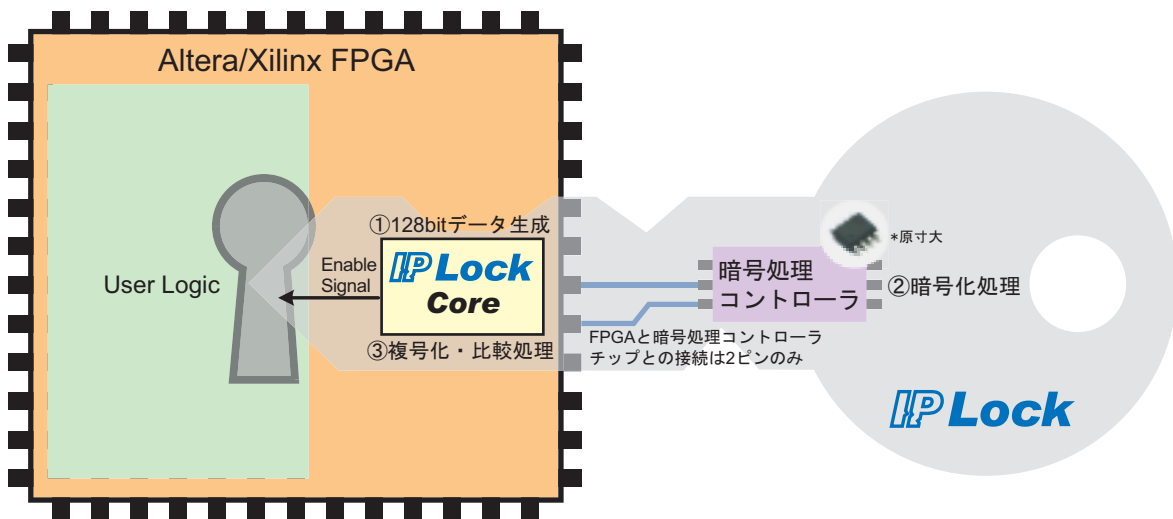 Altera/Xilinx FPGA
①128bitデータ生成
*原寸大
Enable
Signal
User Logic
IP Lock
Core
暗号処理
コントローラ
②暗号化処理
③複号化・比較処理
FPGAと暗号処理コントローラ
チップとの接続は2ピンのみ
IP Lock